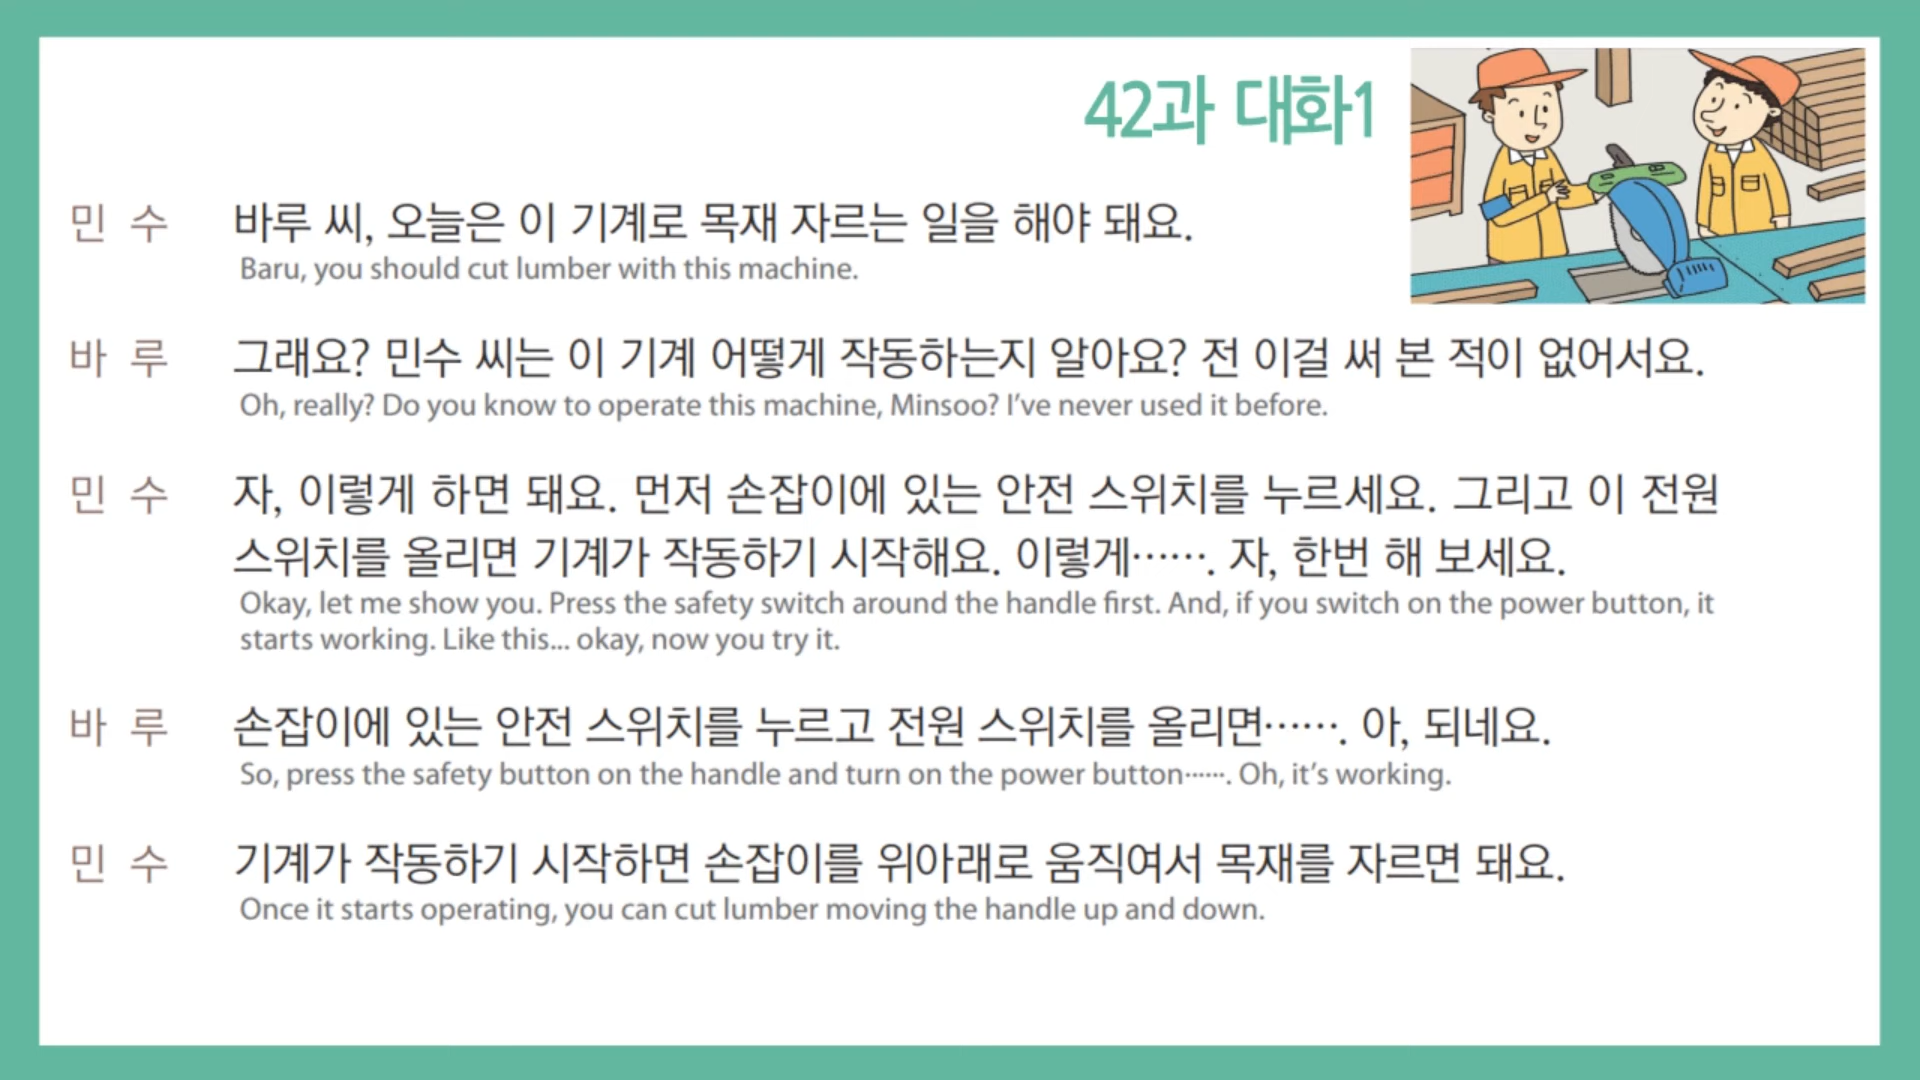 42과 대화1
민 수 바루 씨, 오늘은 이 기계로 목재 자르는 일을 해야 돼요.
Baru, you should cut lumber with this machine.
바 루 그래요? 민수 씨는 이 기계 어떻게 작동하는지 알아요? 전 이걸 써 본 적이 없어서요.
Oh, really? Do you know to operate this machine, Minsoo? I've never used it before.
민 수 자, 이렇게 하면 돼요. 먼저 손잡이에 있는 안전 스위치를 누르세요. 그리고 이 전원
스위치를 올리면 기계가 작동하기 시작해요. 이렇게……. 자, 한번 해 보세요.
Okay, let me show you. Press the safety switch around the handle first. And, if you switch on the power button, it
starts working. Like this... okay, now you try it.
바 루 손잡이에 있는 안전 스위치를 누르고 전원 스위치를 올리면……. 아, 되네요.
So, press the safety button on the handle and turn on the power button……. Oh, it's working.
민 수 기계가 작동하기 시작하면 손잡이를 위아래로 움직여서 목재를 자르면 돼요.
Once it starts operating, you can cut lumber moving the handle up and down.